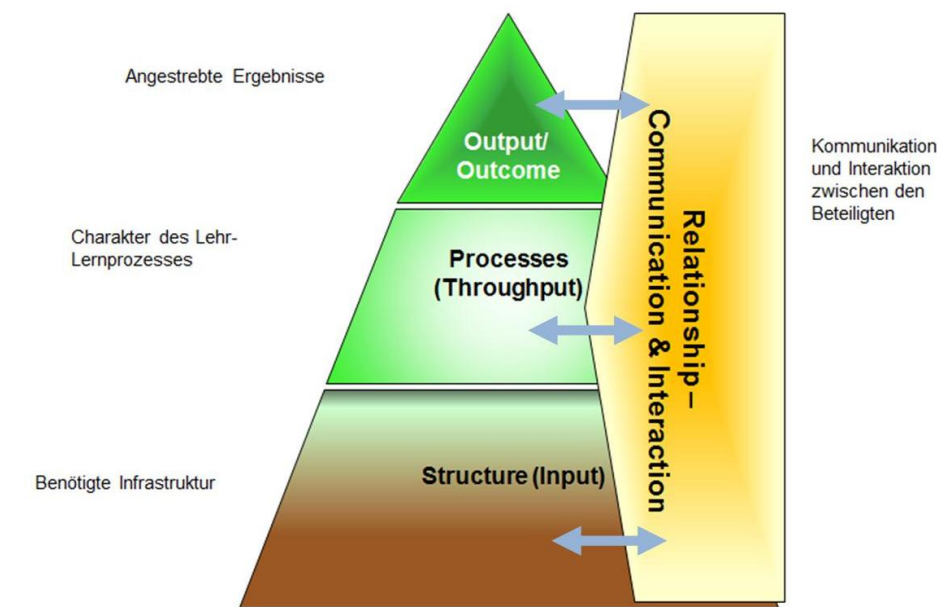 Angestrebte Ergebnisse
Output/
Outcome
Charakter des Lehr-
Lernprozesses
Processes
(Throughput)
Benötigte Infrastruktur
Structure (Input)
Relationship –
Communication & Interaction
Kommunikation
und Interaktion
zwischen den
Beteiligten